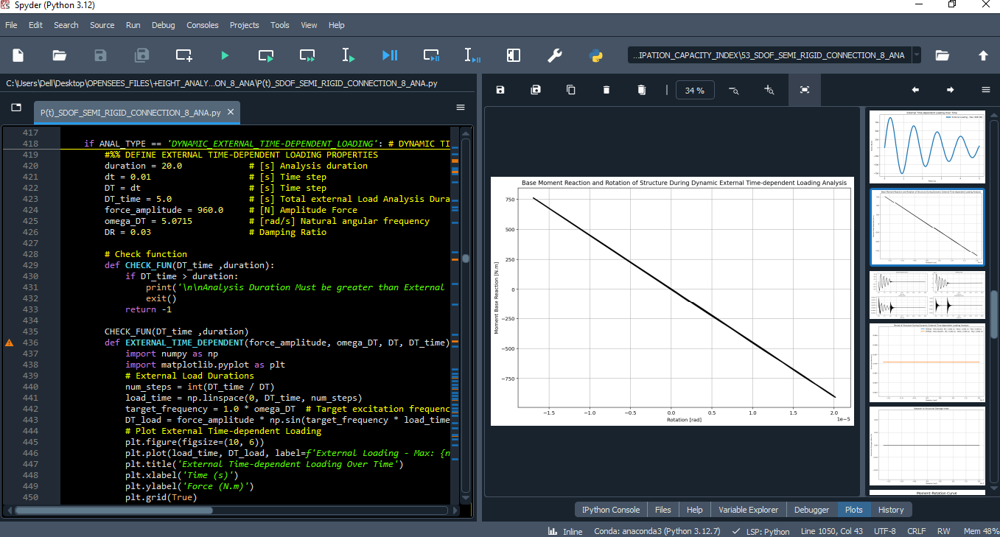 Spyder (Python 3.12)
File Edit Search Source Run Debug Consoles Projects Tools View Help
...IPATION_CAPACITY_INDEX\53_SDOF_SEMI_RIGID_CONNECTION_8_ANA
C:\Users\Dell\Desktop\OPENSEES_FILES\+EIGHT_ANALY...ON_8_ANA\P(t)_SDOF_SEMI_RIGID_CONNECTION_8_ANA.py
P(t)_SDOF_SEMI_RIGID_CONNECTION_8_ANA.py
417
418 if ANAL_TYPE == 'DYNAMIC_EXTERNAL_TIME-DEPENDENT_LOADING': # DYNAMIC TI
419 #%% DEFINE EXTERNAL TIME-DEPENDENT LOADING PROPERTIES
420 duration = 20.0 # [s] Analysis duration
421 dt = 0.01 # [s] Time step
422 DT = dt # [s] Time step
423 DT_time = 5.0 # [s] Total external Load Analysis Dura
424 force_amplitude = 960.0 # [N] Amplitude Force
425 omega_DT = 5.0715 # [rad/s] Natural angular frequency
426 DR = 0.03 # Damping Ratio
427
428 # Check function
429 def CHECK_FUN(DT_time ,duration):
430 if DT_time > duration:
431 print('\n\nAnalysis Duration Must be greater than External
432 exit()
433 return -1
434
435 CHECK_FUN(DT_time ,duration)
436 def EXTERNAL_TIME_DEPENDENT(force_amplitude, omega_DT, DT, DT_time)
437 import numpy as np
438 import matplotlib.pyplot as plt
439 # External Load Durations
440 num_steps = int(DT_time / DT)
441 load_time = np.linspace(0, DT_time, num_steps)
442 target_frequency = 1.0 * omega_DT # Target excitation frequenc
443 DT_load = force_amplitude * np.sin(target_frequency * load_time
444 # Plot External Time-dependent Loading
445 plt.figure(figsize=(10, 6))
446 plt.plot(load_time, DT_load, label=f'External Loading - Max: {n
447 plt.title('External Time-dependent Loading Over Time')
448 plt.xlabel('Time (s)')
449 plt.ylabel('Force (N.m)')
450 plt.grid(True)
34 %
Base Moment Reaction and Rotation of Structure During Dynamic External Time-dependent Loading Analysis
Moment Base Reaction [N.m]
750
500
250
0
−250
−500
−750
−1.5 −1.0 −0.5 0.0 0.5 1.0 1.5 2.0
1e−5
Rotation [rad]
External Time-dependent Loading Over Time
Base Moment Reaction and Rotation of Structure During Dynamic External Time-dependent Loading Analysis
Moment-Rotation Curve
IPython Console Files Help Variable Explorer Debugger Plots History
Inline Conda: anaconda3 (Python 3.12.7) LSP: Python Line 1050, Col 43 UTF-8 CRLF RW Mem 48%